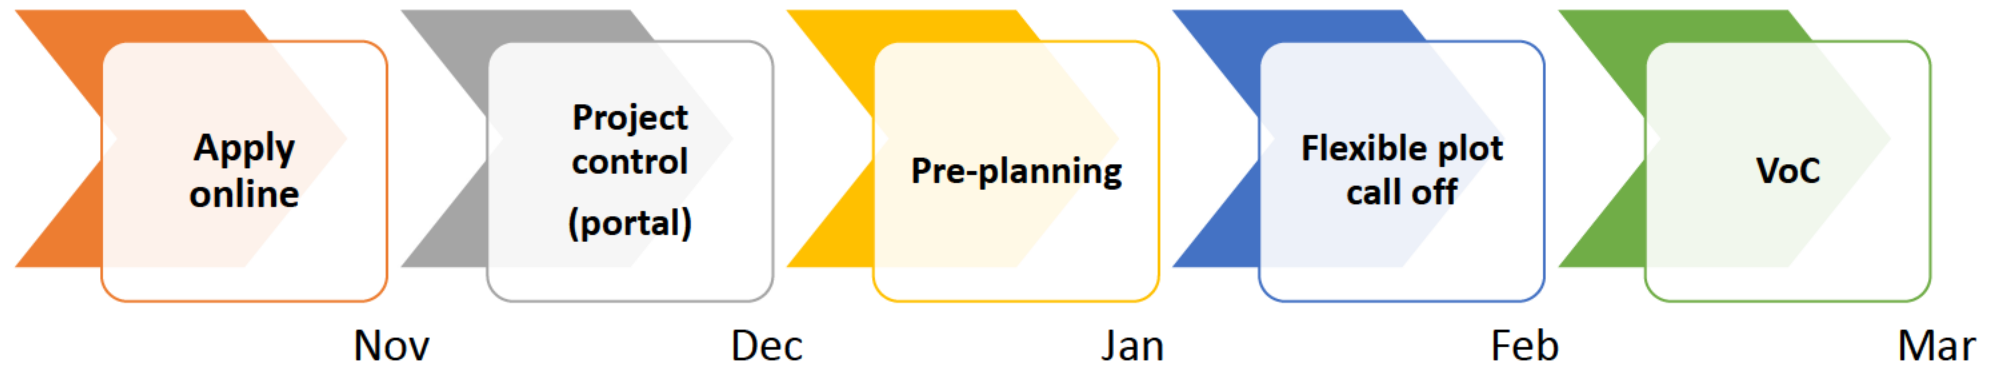 Apply
online
Project
control
(portal)
Pre-planning
Flexible plot
call off
VoC
Nov
Dec
Jan
Feb
Mar